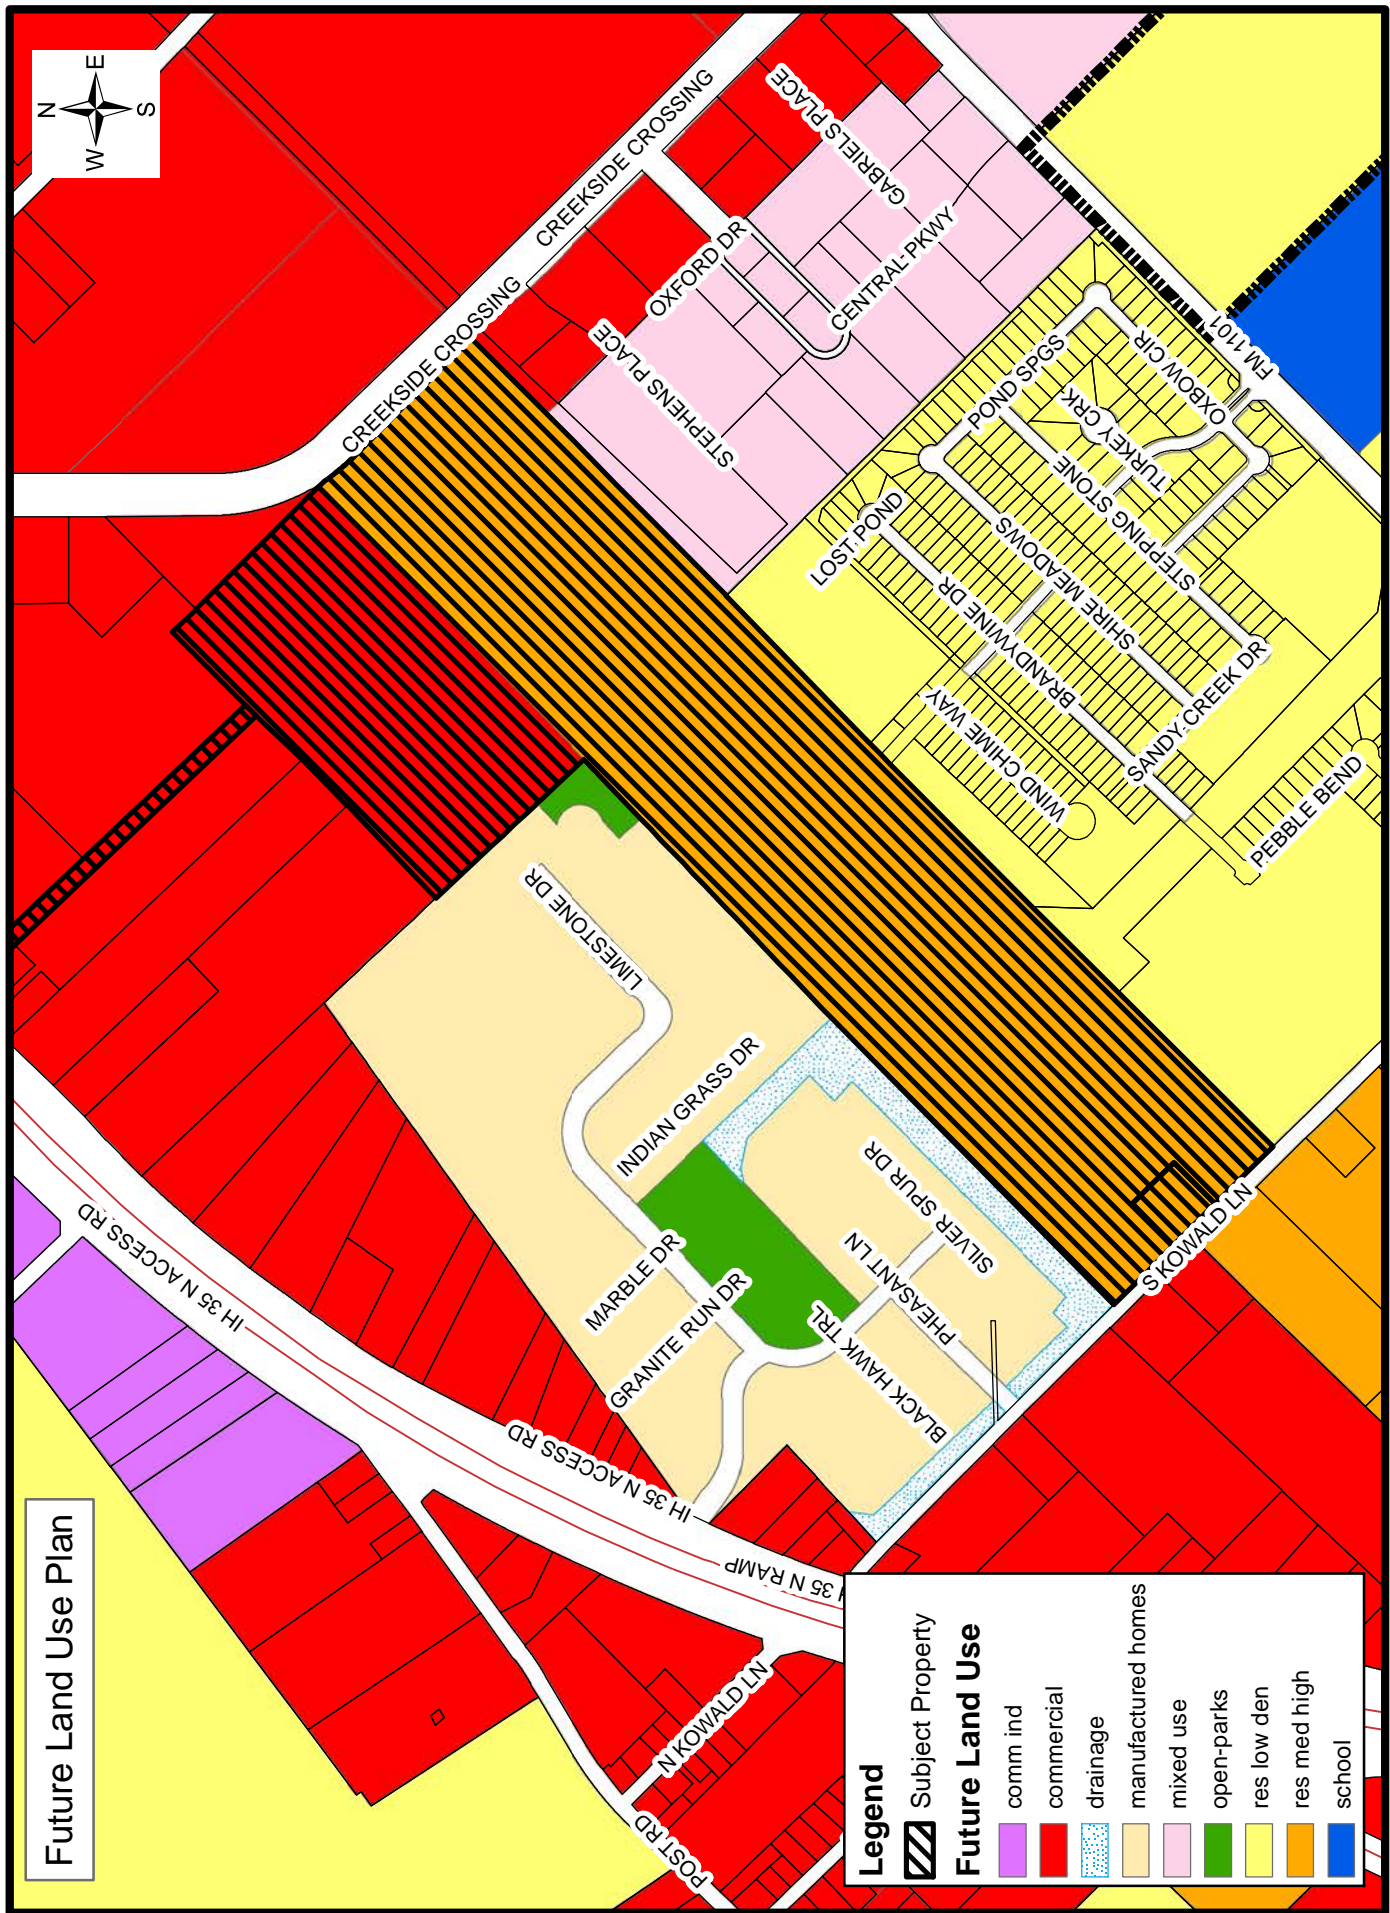 Future Land Use Plan
N
W E
S
CREEKSIDE CROSSING
CREEKSIDE CROSSING
CREEKSIDE CROSSING
GABRIELS PLACE
OXFORD DR
CENTRAL PKWY
STEPHENS PLACE
FM 1101
POND SPGS
OXBOW CIR
TURKEY CRK
STEPPING STONE
LOST POND
SHIRE MEADOWS
BRANDYWINE DR
WIND CHIME WAY
SANDY CREEK DR
PEBBLE BEND
LIMESTONE DR
INDIAN GRASS DR
MARBLE DR
GRANITE RUN DR
SILVER SPUR DR
PHEASANT LN
BLACK HAWK TRL
S KOWALD LN
IH 35 N ACCESS RD
IH 35 N ACCESS RD
IH 35 N ACCESS RD
35 N RAMP
N KOWALD LN
POST RD
Legend
Subject Property
Future Land Use
comm ind
commercial
drainage
manufactured homes
mixed use
open-parks
res low den
res med high
school